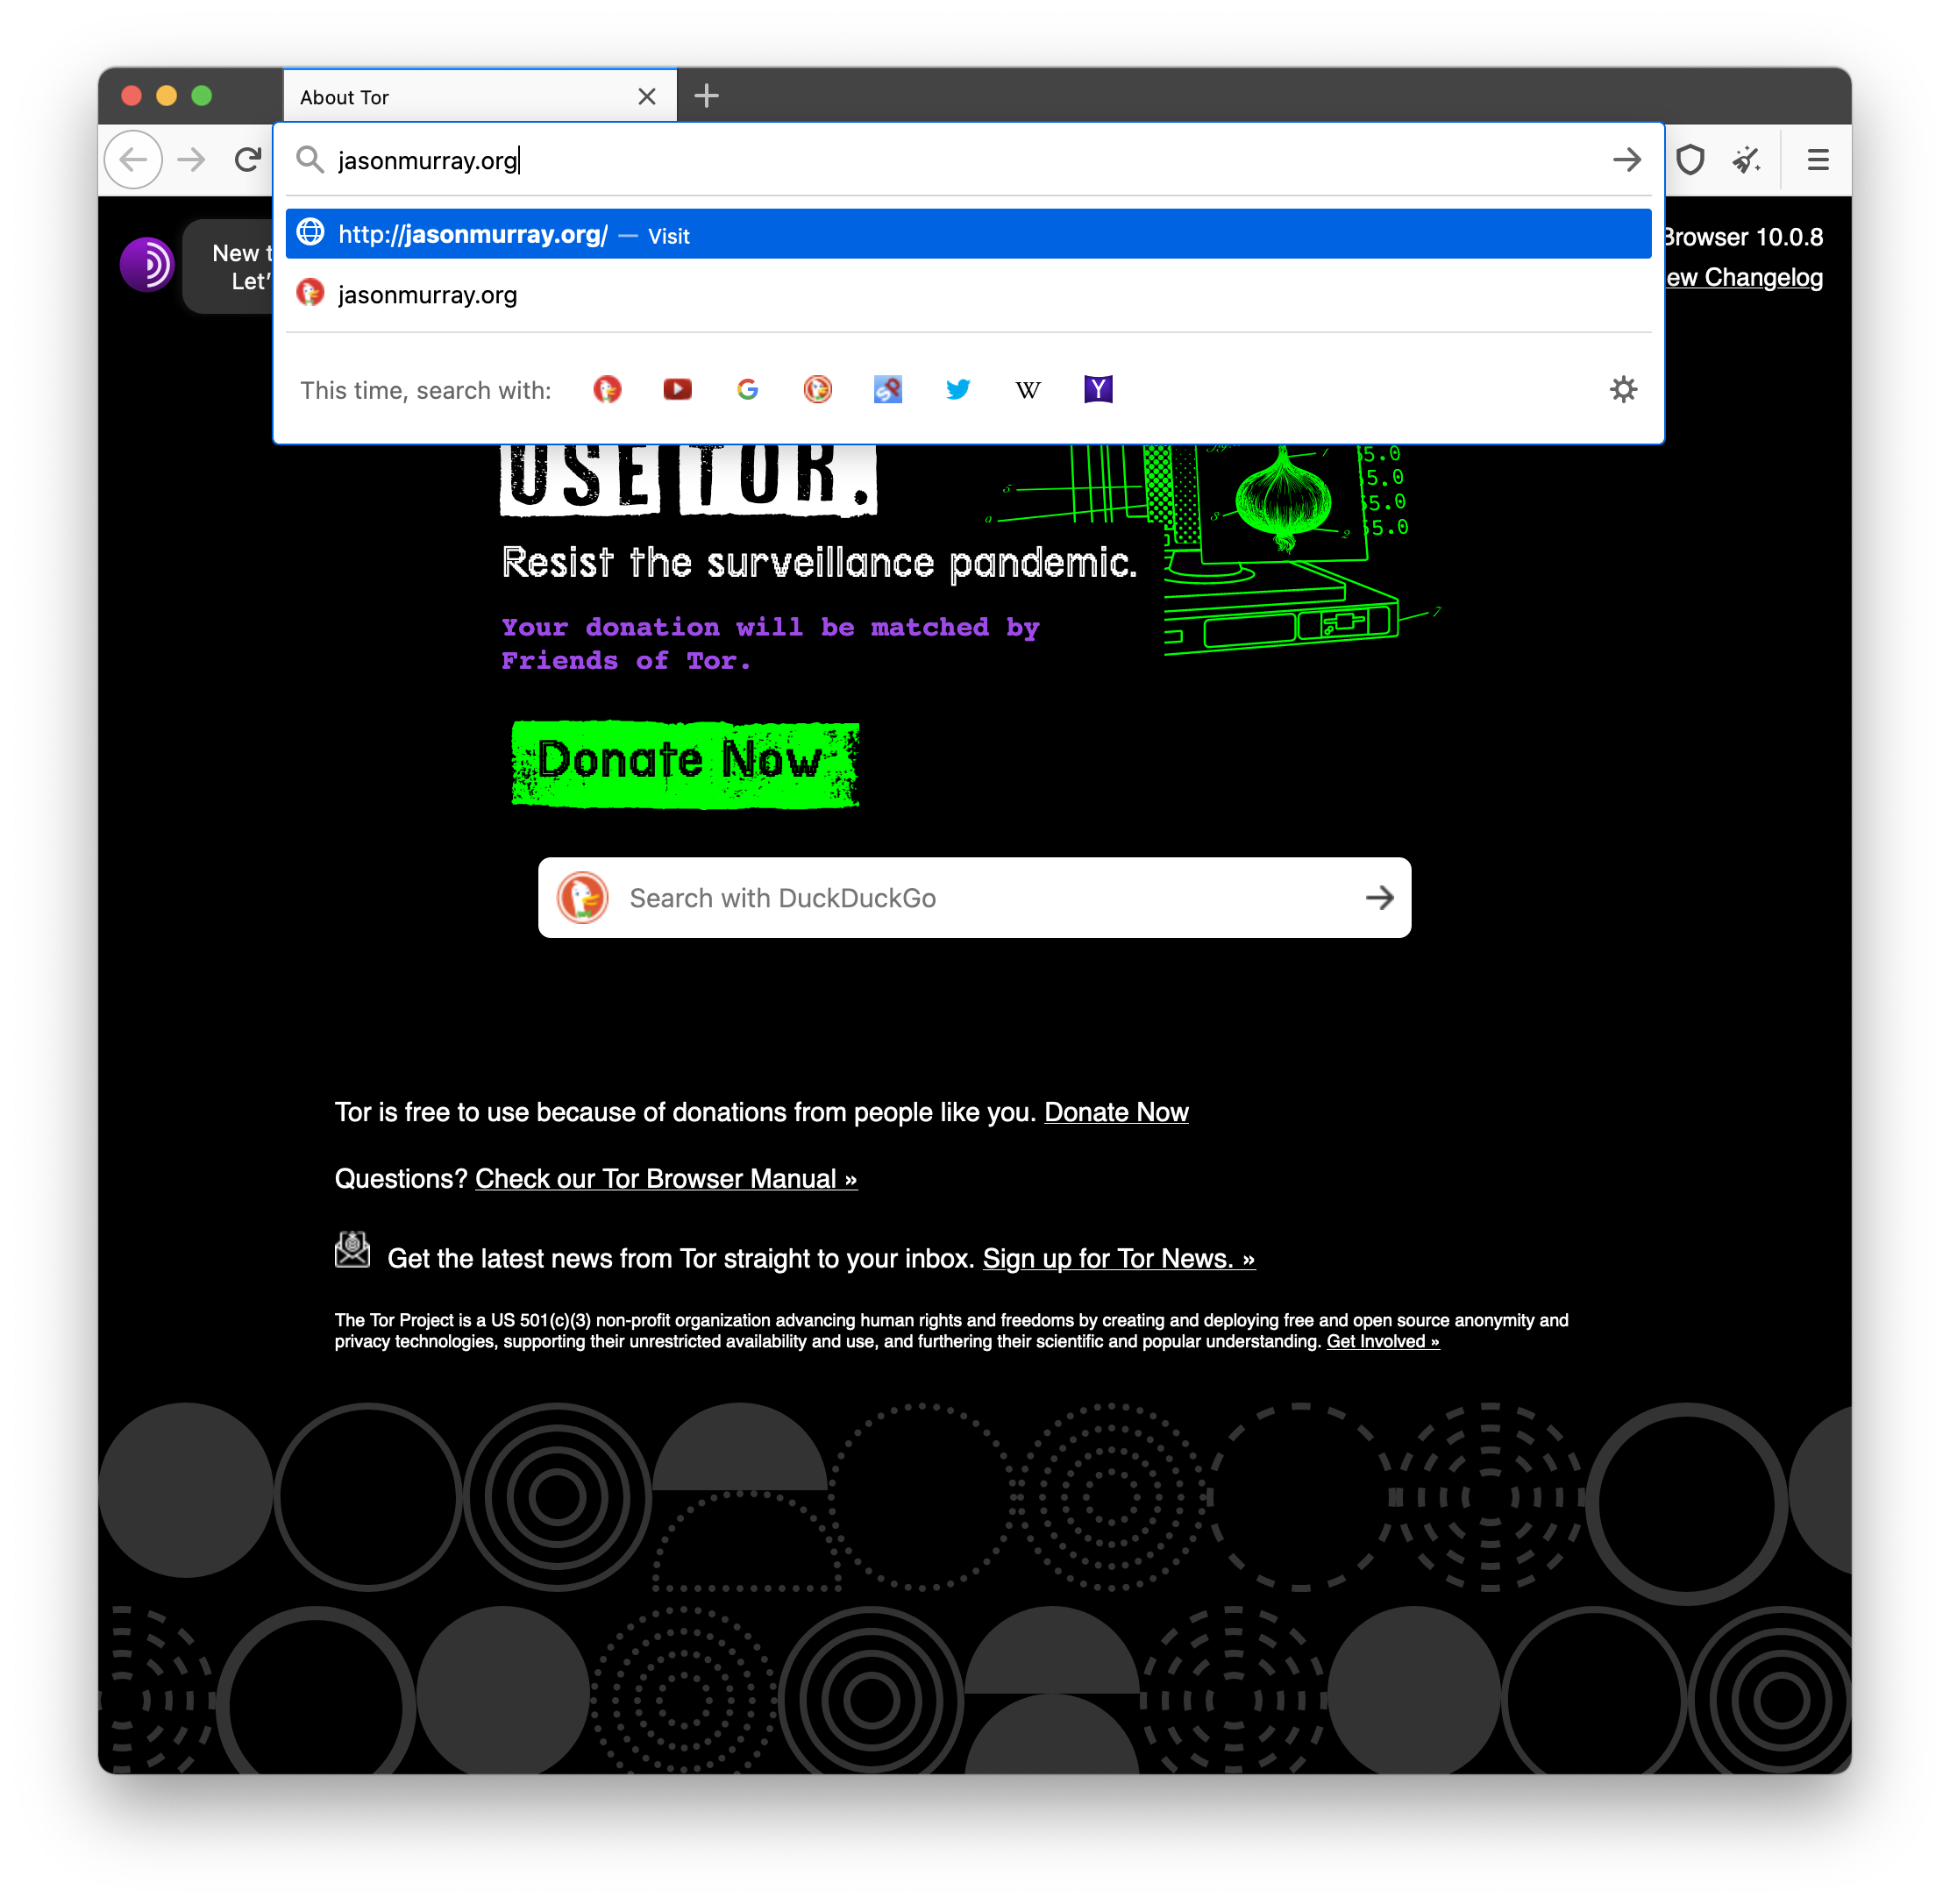 About Tor
jasonmurray.org
http://jasonmurray.org/ — Visit
jasonmurray.org
This time, search with:
New t
Let'
Browser 10.0.8
ew Changelog
USE TOR.
Resist the surveillance pandemic.
Your donation will be matched by
Friends of Tor.
5.0
5.0
5.0
55.0
5
9
8
1
2
7
Donate Now
Search with DuckDuckGo
Tor is free to use because of donations from people like you. Donate Now
Questions? Check our Tor Browser Manual »
Get the latest news from Tor straight to your inbox. Sign up for Tor News. »
The Tor Project is a US 501(c)(3) non-profit organization advancing human rights and freedoms by creating and deploying free and open source anonymity and
privacy technologies, supporting their unrestricted availability and use, and furthering their scientific and popular understanding. Get Involved »